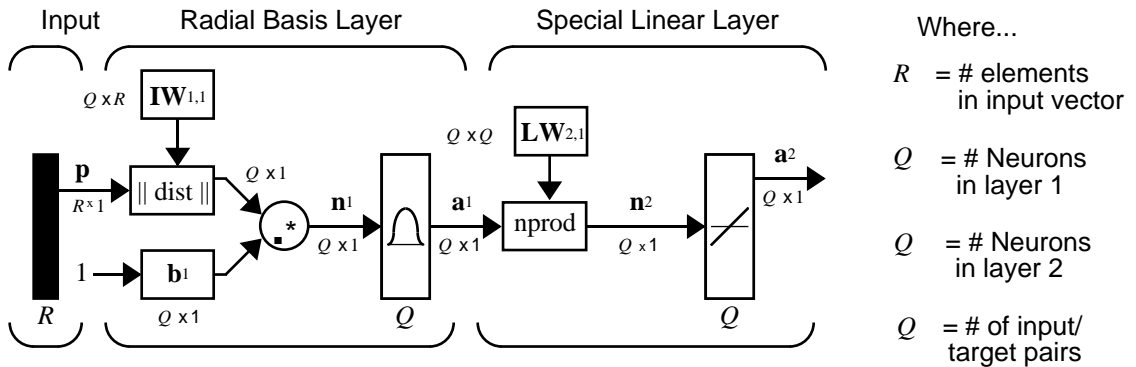 Input
Radial Basis Layer
Special Linear Layer
Where...
Q x R
IW1,1
Q x Q
LW2,1
R = # elements
in input vector
Q = # Neurons
in layer 1
Q = # Neurons
in layer 2
Q = # of input/
target pairs
p
R x 1
|| dist ||
Q x 1
.*
n1
Q x 1
a1
Q x 1
nprod
n2
Q x 1
a2
Q x 1
1
b1
Q x 1
R
Q
Q